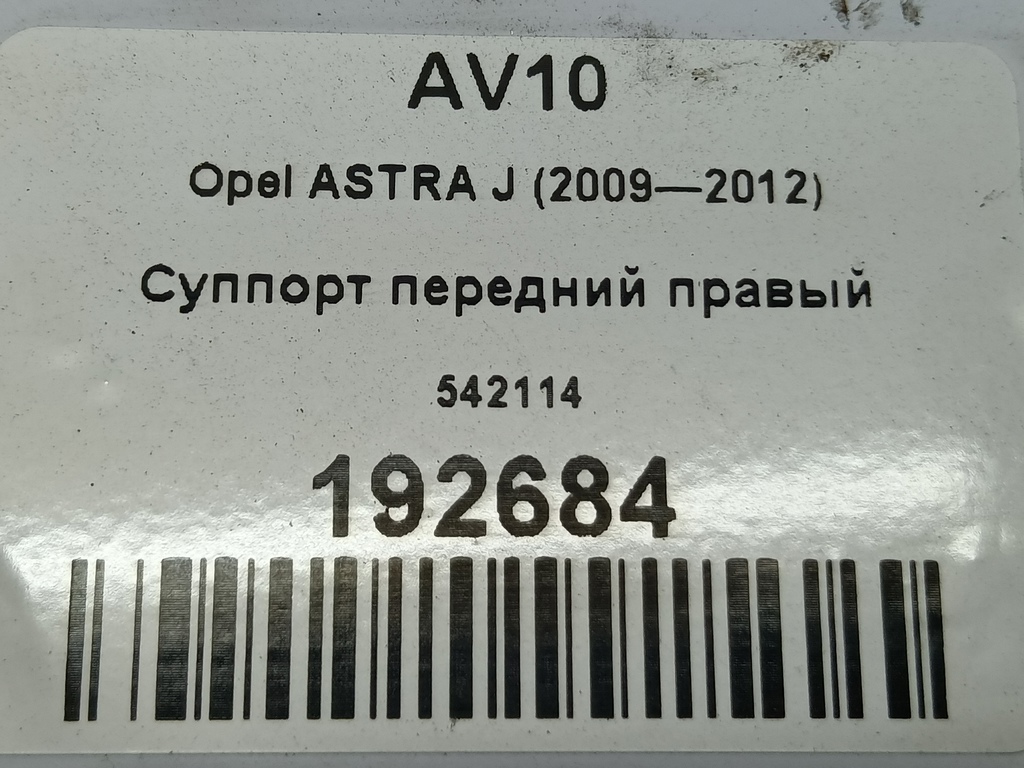 AV10
Opel ASTRA J (2009—2012)
Суппорт передний правый
542114
192684